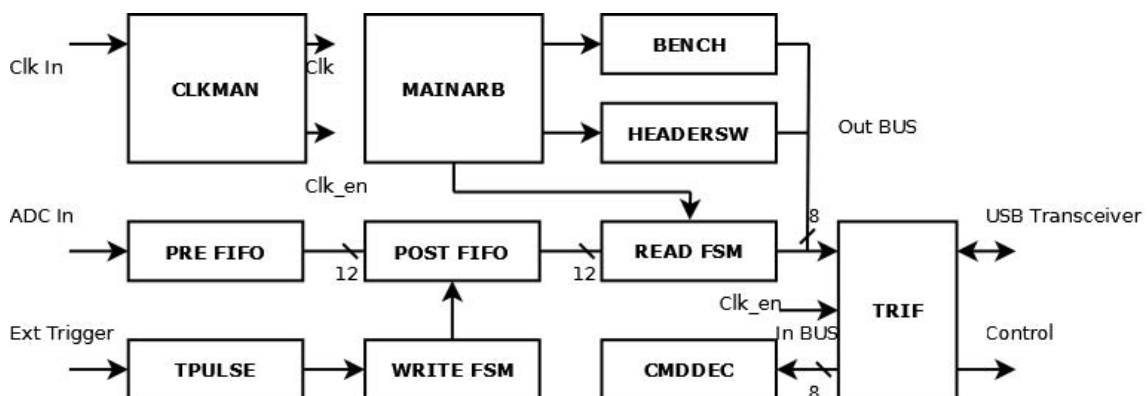 Clk In
CLKMAN
Clk
MAINARB
BENCH
HEADERSW
Out BUS
Clk_en
ADC In
PRE FIFO
12
POST FIFO
12
READ FSM
8
USB Transceiver
Clk_en
TRIF
Ext Trigger
In BUS
Control
TPULSE
WRITE FSM
CMDDEC
8